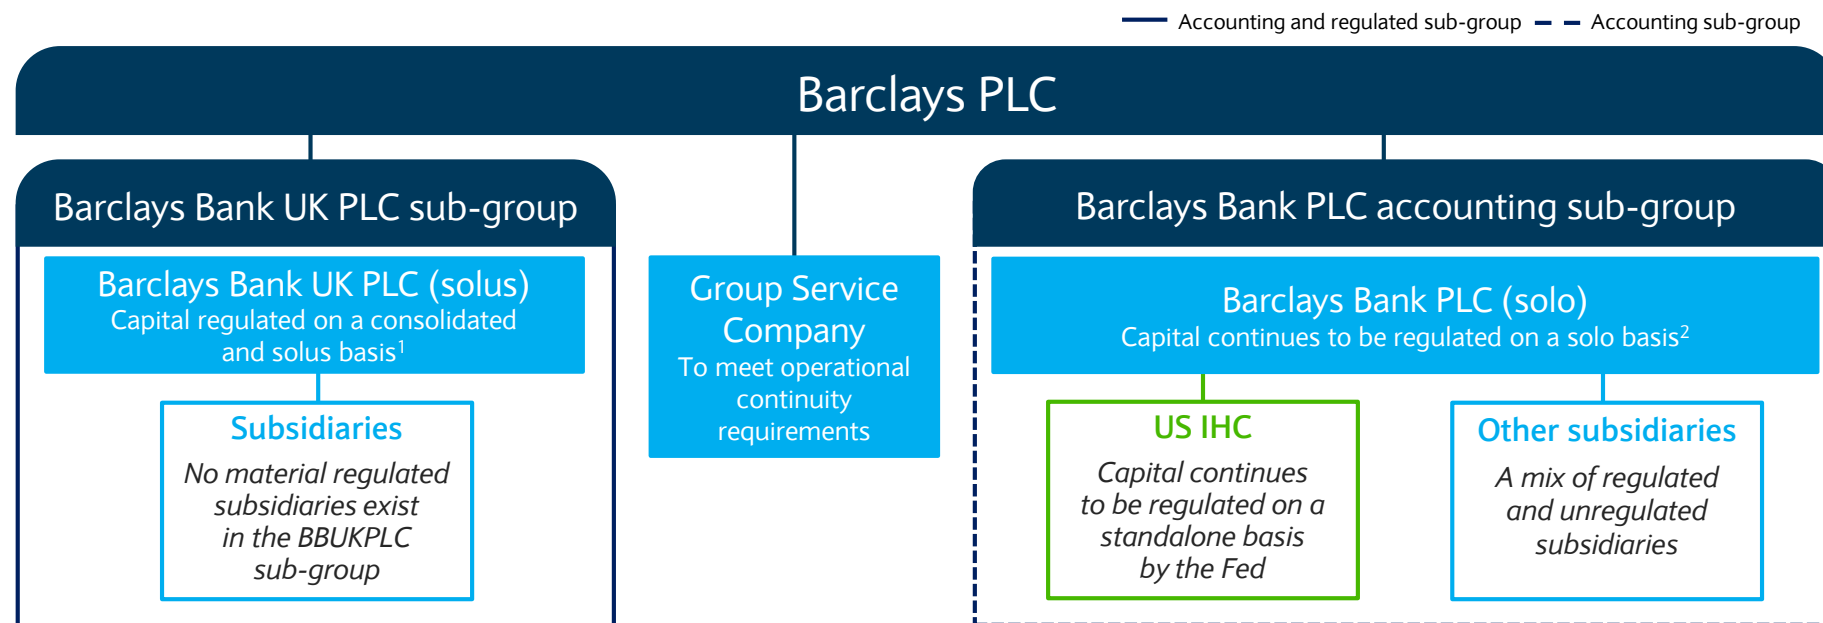 Accounting and regulated sub-group
Accounting sub-group
Barclays PLC
Barclays Bank UK PLC sub-group
Barclays Bank UK PLC (solus)
Capital regulated on a consolidated
and solus basis1
Subsidiaries
No material regulated
subsidiaries exist
in the BBUKPLC
sub-group
Group Service
Company
To meet operational
continuity
requirements
Barclays Bank PLC accounting sub-group
Barclays Bank PLC (solo)
Capital continues to be regulated on a solo basis2
US IHC
Capital continues
to be regulated on a
standalone basis
by the Fed
Other subsidiaries
A mix of regulated
and unregulated
subsidiaries